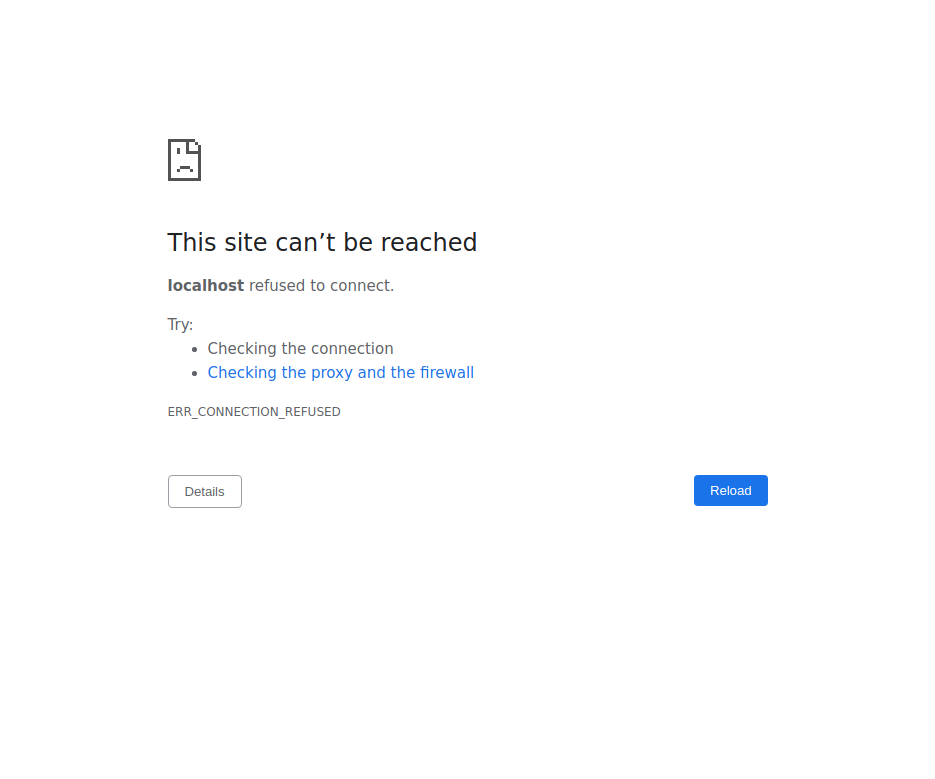 This site can’t be reached
localhost refused to connect.
Try:
Checking the connection
Checking the proxy and the firewall
ERR_CONNECTION_REFUSED
Details
Reload